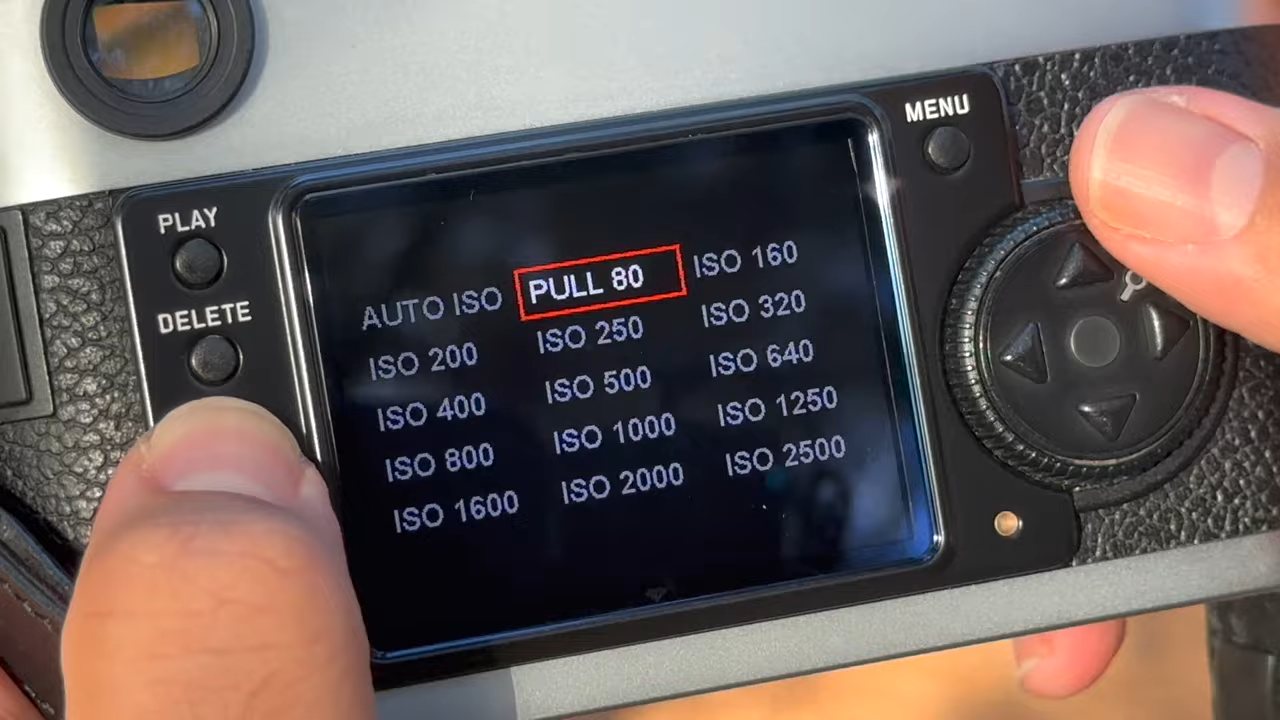 MENU
PLAY
DELETE
AUTO ISO PULL 80 ISO 160
ISO 200 ISO 250 ISO 320
ISO 400 ISO 500 ISO 640
ISO 800 ISO 1000 ISO 1250
ISO 1600 ISO 2000 ISO 2500